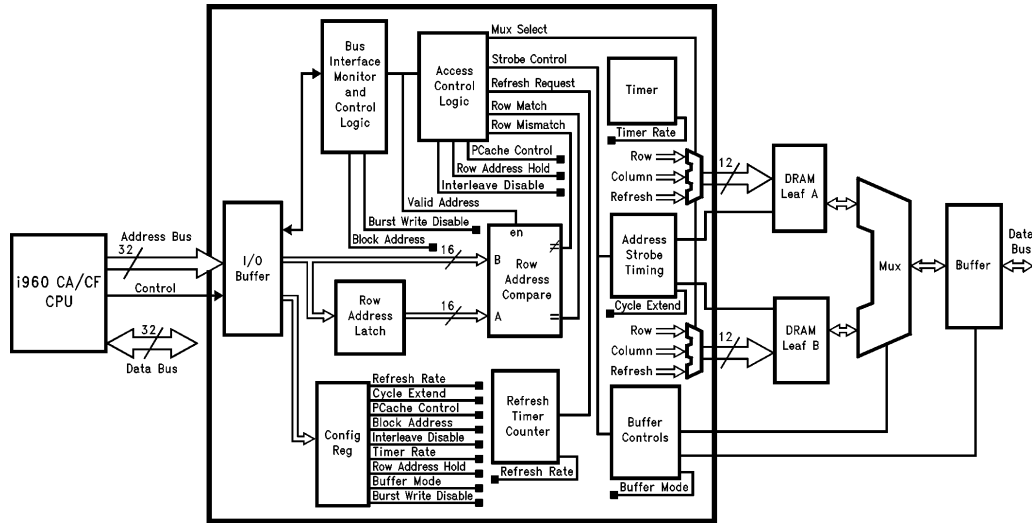 Mux Select
Strobe Control
Refresh Request
Row Match
Row Mismatch
Bus Interface Monitor and Control Logic
Access Control Logic
PCache Control
Row Address Hold
Interleave Disable
Valid Address
Burst Write Disable
Block Address
Timer
Timer Rate
Row
Column
Refresh
12
DRAM Leaf A
i960 CA/CF CPU
Address Bus
32
Control
32
Data Bus
I/O Buffer
Row Address Latch
16
16
en
B
A
≠
=
Row Address Compare
Address Strobe Timing
Cycle Extend
Row
Column
Refresh
12
DRAM Leaf B
Mux
Buffer
Data Bus
Config Reg
Refresh Rate
Cycle Extend
PCache Control
Block Address
Interleave Disable
Timer Rate
Row Address Hold
Buffer Mode
Burst Write Disable
Refresh Timer Counter
Refresh Rate
Buffer Controls
Buffer Mode